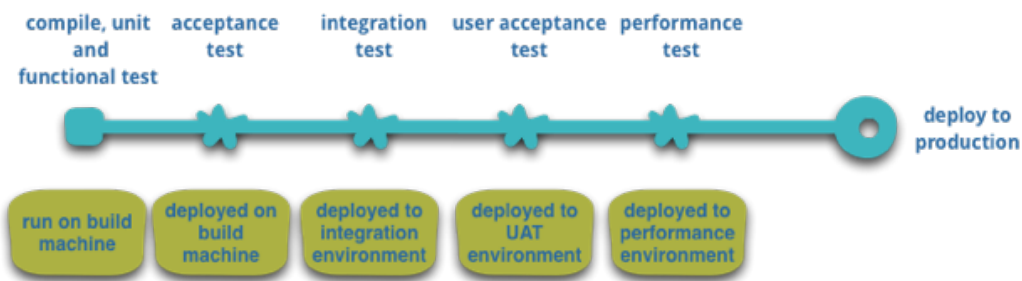 compile, unit
and
functional test
acceptance
test
integration
test
user acceptance
test
performance
test
deploy to
production
run on build
machine
deployed on
build
machine
deployed to
integration
environment
deployed to
UAT
environment
deployed to
performance
environment